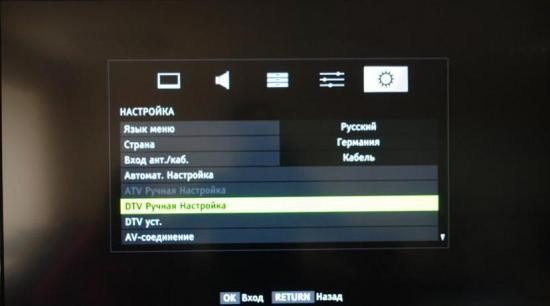 НАСТРОЙКА
Язык меню Русский
Страна Германия
Вход ант./каб. Кабель
Автомат. Настройка
ATV Ручная Настройка
DTV Ручная Настройка
DTV уст.
AV-соединение
OK Вход RETURN Назад